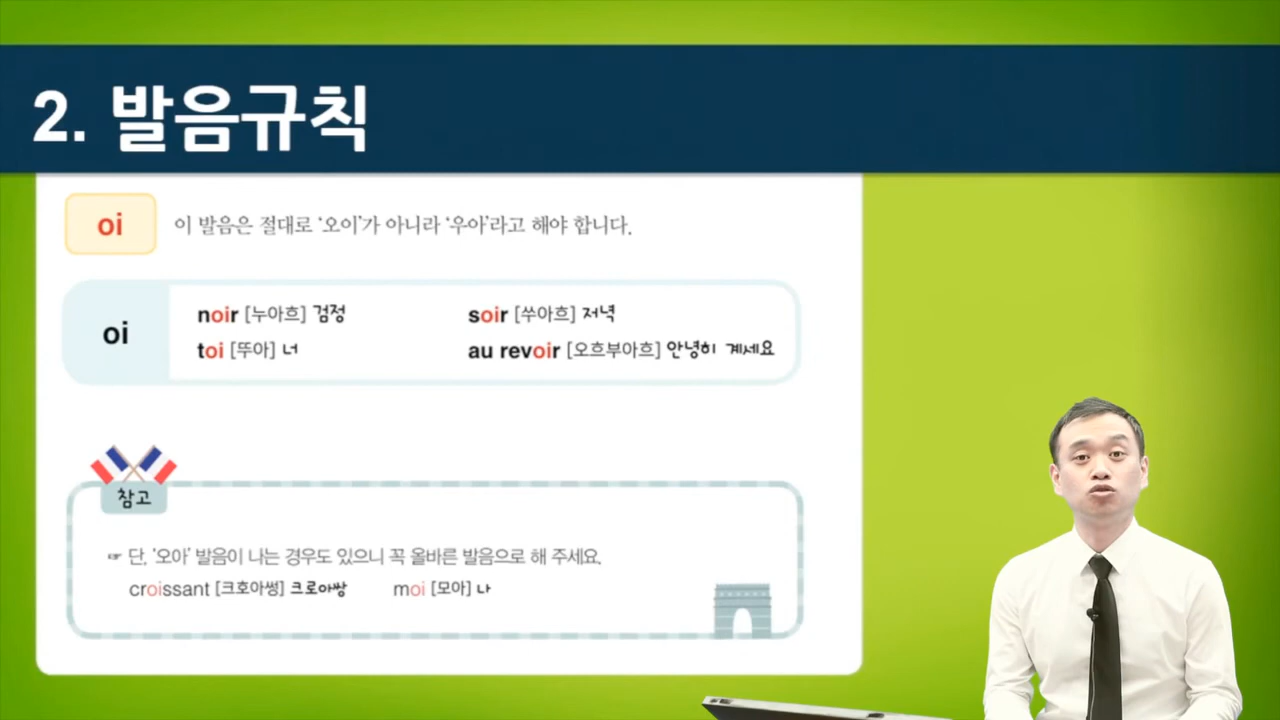 2. 발음규칙
oi 이 발음은 절대로 ‘오이’가 아니라 ‘우아’라고 해야 합니다.
oi
noir [누아흐] 검정 soir [쑤아흐] 저녁
toi [뚜아] 너 au revoir [오흐부아흐] 안녕히 계세요
참고
☞ 단, ‘오아’ 발음이 나는 경우도 있으니 꼭 올바른 발음으로 해 주세요.
croissant [크호아썽] 크로아쌍 moi [모아] 나